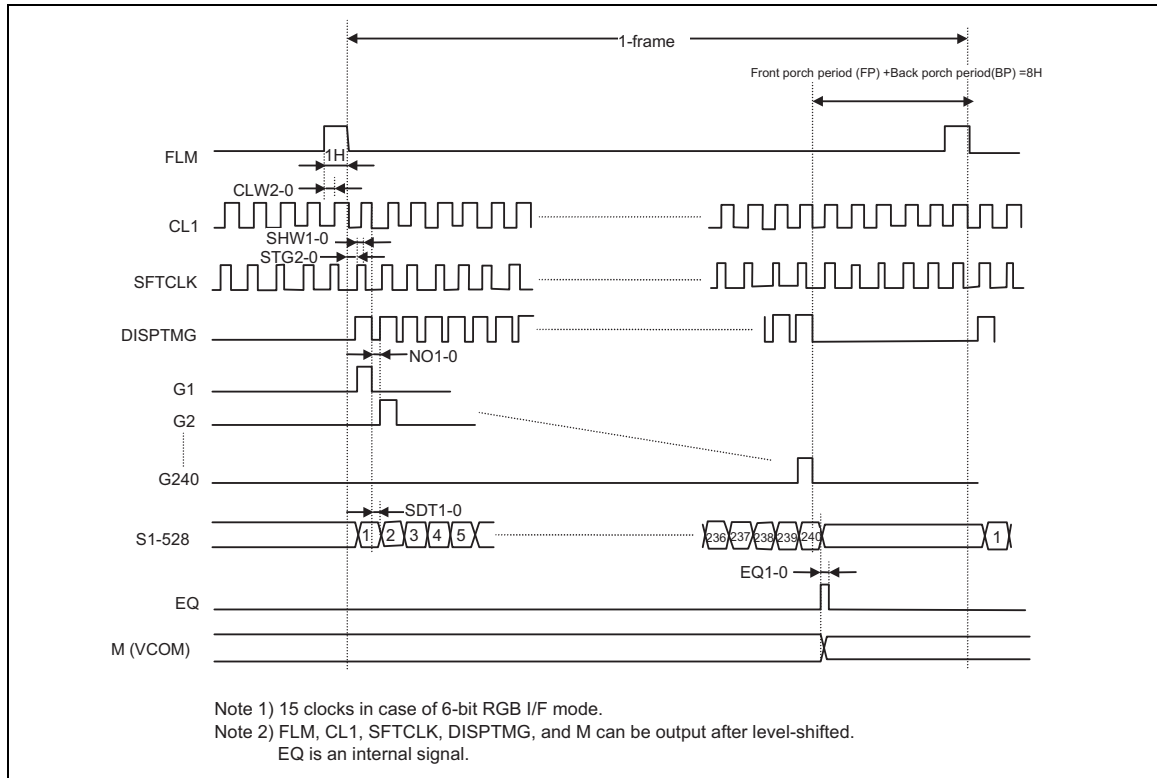 1-frame
Front porch period (FP) +Back porch period(BP) =8H
FLM
1H
CLW2-0
CL1
SHW1-0
STG2-0
SFTCLK
DISPTMG
NO1-0
G1
G2
G240
SDT1-0
S1-528
1 2 3 4 5
236 237 238 239 240
1
EQ1-0
EQ
M (VCOM)
Note 1) 15 clocks in case of 6-bit RGB I/F mode.
Note 2) FLM, CL1, SFTCLK, DISPTMG, and M can be output after level-shifted.
EQ is an internal signal.